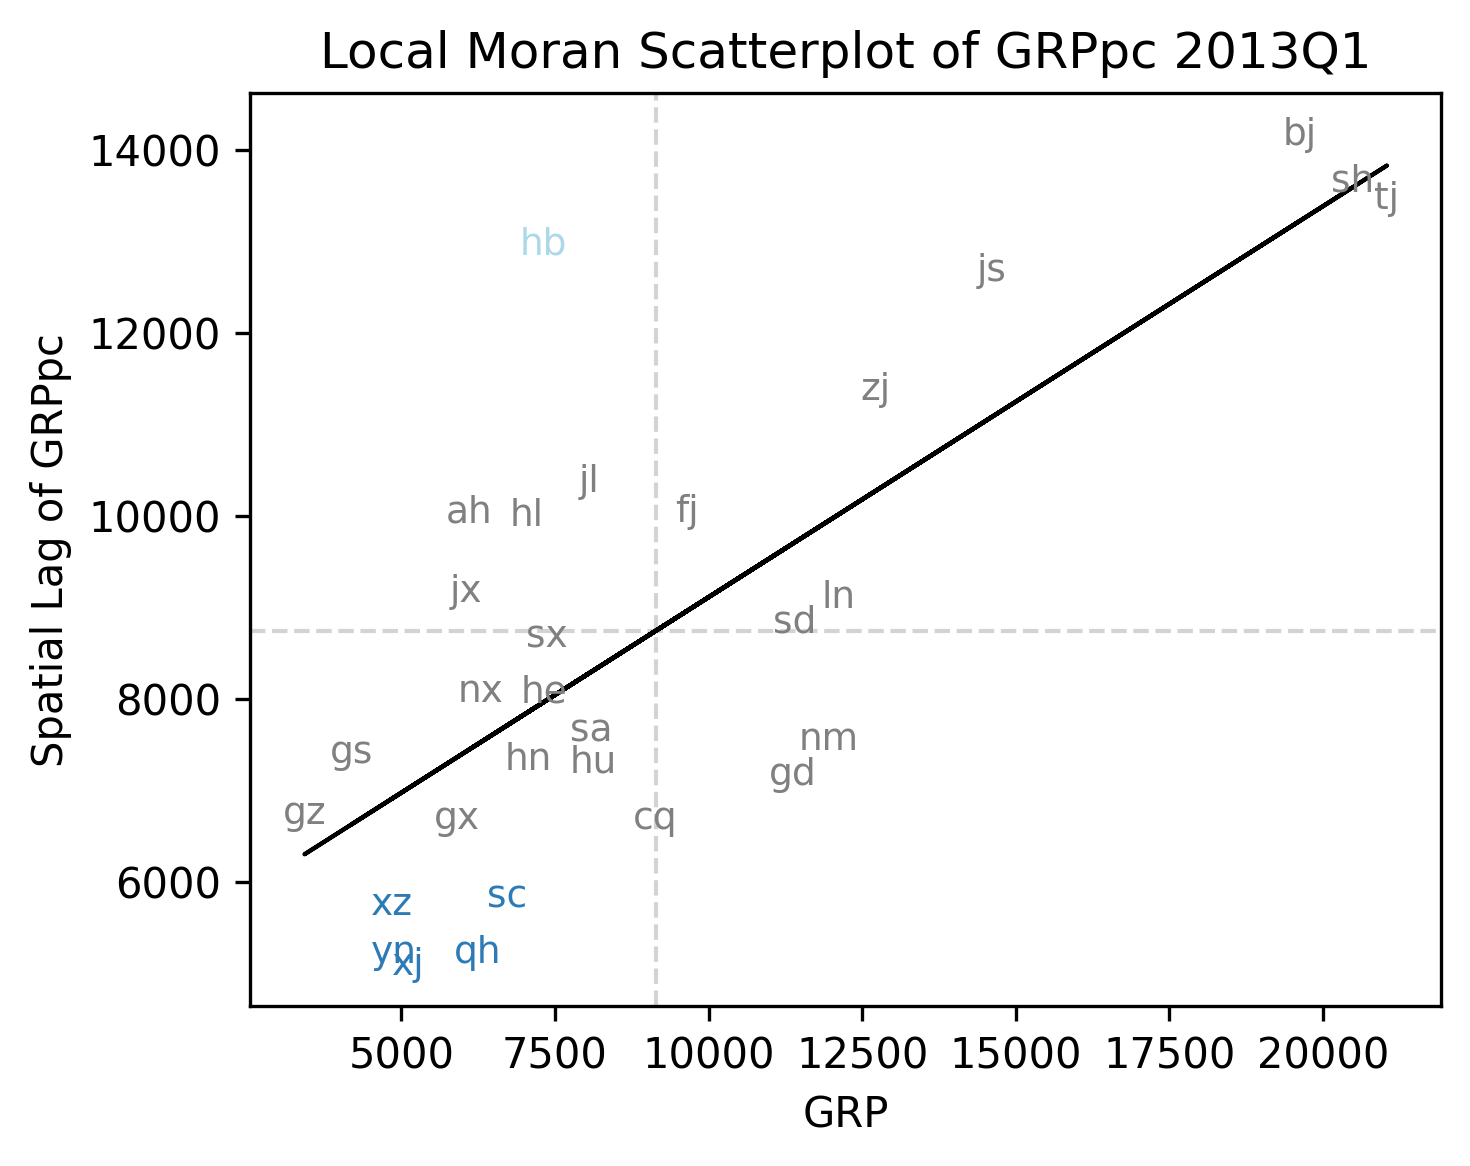 Local Moran Scatterplot of GRPpc 2013Q1
Spatial Lag of GRPpc
14000
12000
10000
8000
6000
bj
sh
tj
hb
js
zj
jl
ah
hl
fj
jx
ln
sd
sx
nx
he
sa
nm
gs
hn
hu
gd
gz
gx
cq
xz
sc
yn
xj
qh
5000
7500
10000
12500
15000
17500
20000
GRP